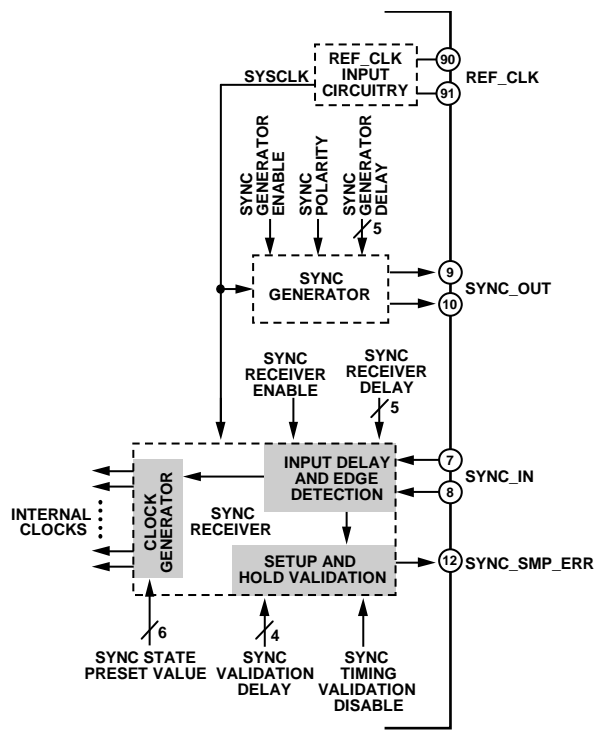 REF_CLK
INPUT
CIRCUITRY
90
91
REF_CLK
SYSCLK
SYNC
GENERATOR
ENABLE
SYNC
POLARITY
SYNC
GENERATOR
DELAY
5
SYNC
GENERATOR
9
10
SYNC_OUT
SYNC
RECEIVER
ENABLE
SYNC
RECEIVER
DELAY
5
INPUT DELAY
AND EDGE
DETECTION
7
8
SYNC_IN
CLOCK
GENERATOR
SYNC
RECEIVER
INTERNAL
CLOCKS
SETUP AND
HOLD VALIDATION
12
SYNC_SMP_ERR
6
SYNC STATE
PRESET VALUE
4
SYNC
VALIDATION
DELAY
SYNC
TIMING
VALIDATION
DISABLE